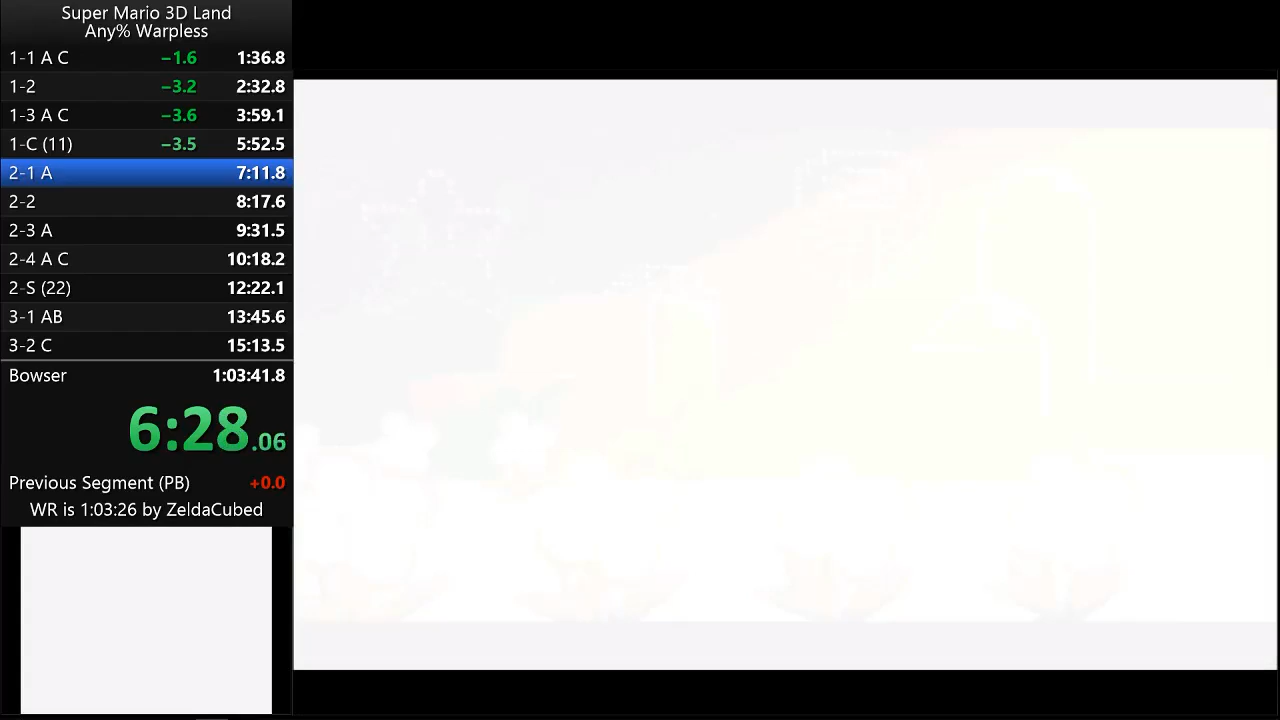 Super Mario 3D Land
Any% Warpless
1-1 A C −1.6 1:36.8
1-2 −3.2 2:32.8
1-3 A C −3.6 3:59.1
1-C (11) −3.5 5:52.5
2-1 A 7:11.8
2-2 8:17.6
2-3 A 9:31.5
2-4 A C 10:18.2
2-S (22) 12:22.1
3-1 AB 13:45.6
3-2 C 15:13.5
Bowser 1:03:41.8
6:28.06
Previous Segment (PB) +0.0
WR is 1:03:26 by ZeldaCubed